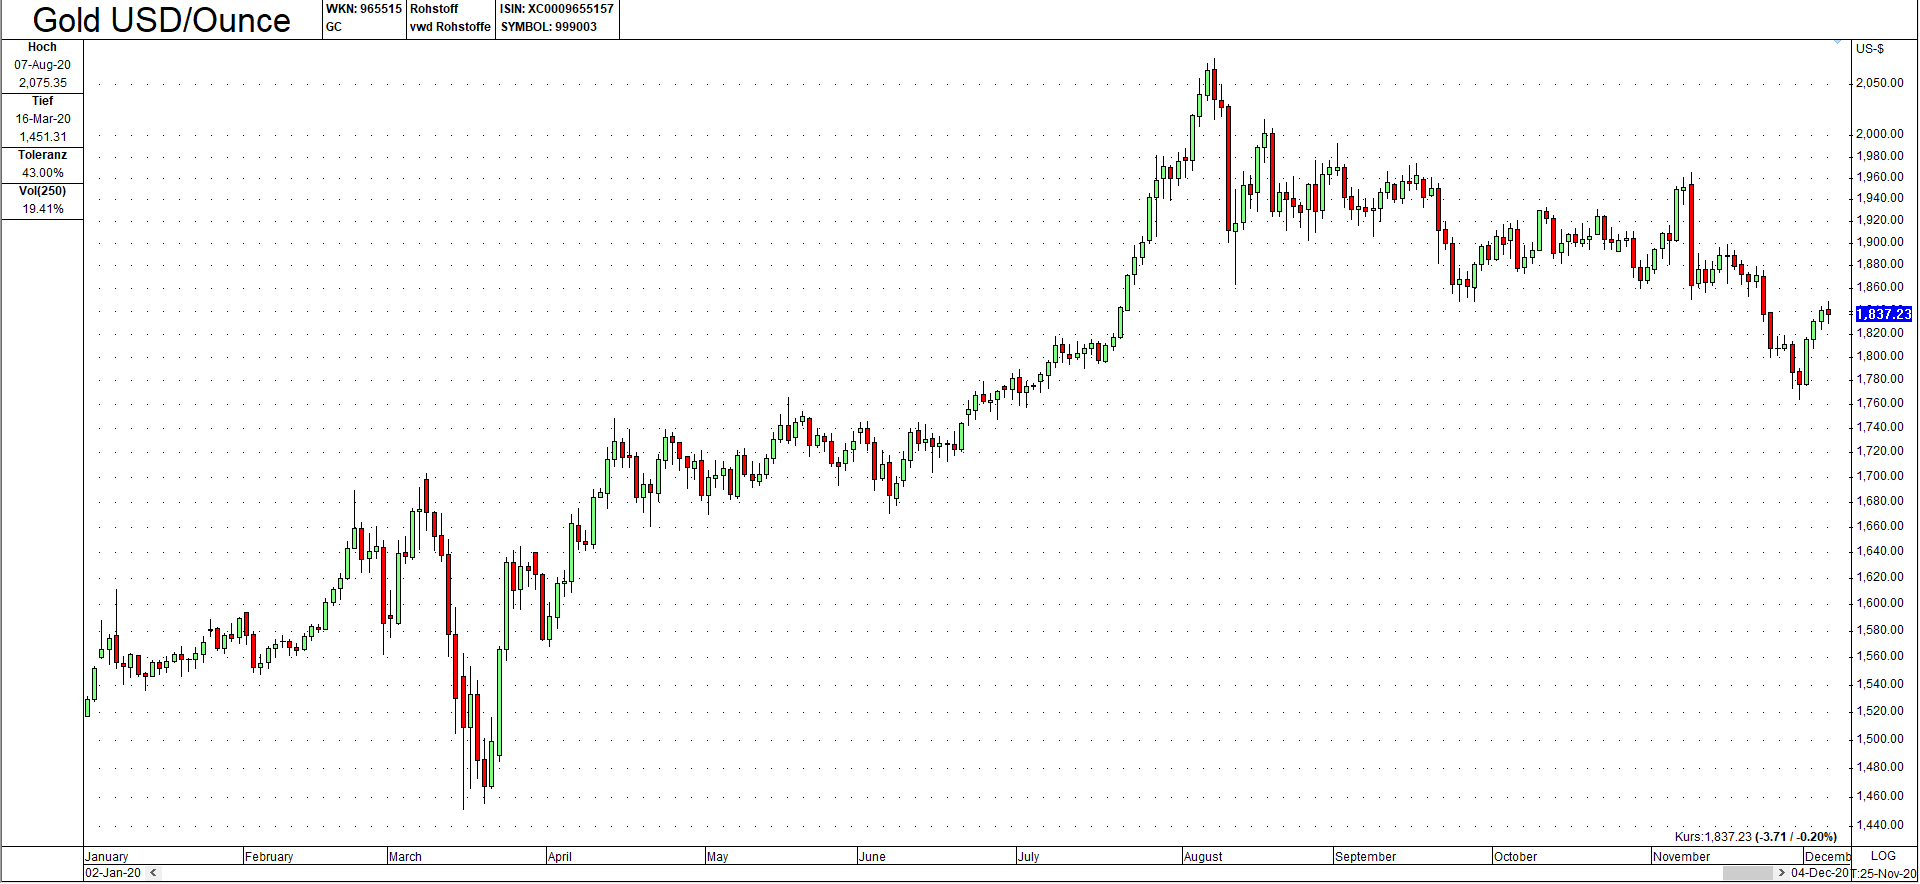 Gold USD/Ounce
WKN: 965515
GC
Rohstoff
vwd Rohstoffe
ISIN: XC0009655157
SYMBOL: 999003
Hoch
07-Aug-20
2,075.35
Tief
16-Mar-20
1,451.31
Toleranz
43.00%
Vol(250)
19.41%
US-$
2,050.00
2,000.00
1,980.00
1,960.00
1,940.00
1,920.00
1,900.00
1,880.00
1,860.00
1,837.23
1,820.00
1,800.00
1,780.00
1,760.00
1,740.00
1,720.00
1,700.00
1,680.00
1,660.00
1,640.00
1,620.00
1,600.00
1,580.00
1,560.00
1,540.00
1,520.00
1,500.00
1,480.00
1,460.00
1,440.00
Kurs:1,837.23 (-3.71 / -0.20%)
January February March April May June July August September October November Decemb
LOG
02-Jan-20 < > 04-Dec-20 T:25-Nov-20